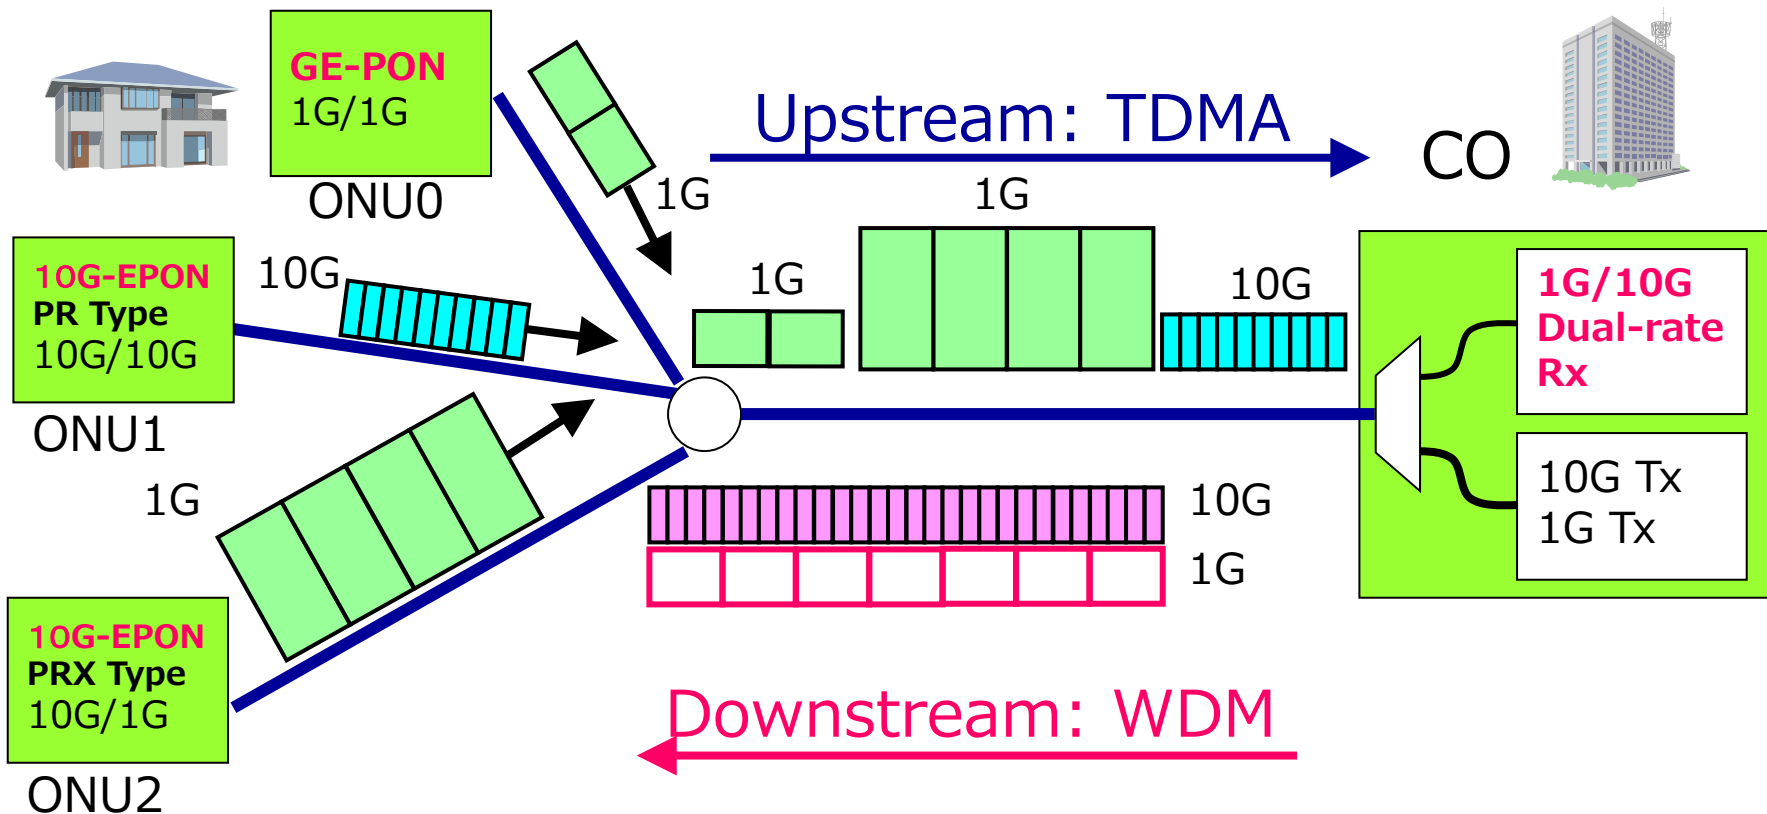 GE-PON
1G/1G
ONU0
Upstream: TDMA
CO
1G
1G
10G-EPON
PR Type
10G/10G
ONU1
10G
1G
10G
1G/10G
Dual-rate
Rx
1G
10G
1G
10G Tx
1G Tx
10G-EPON
PRX Type
10G/1G
ONU2
Downstream: WDM